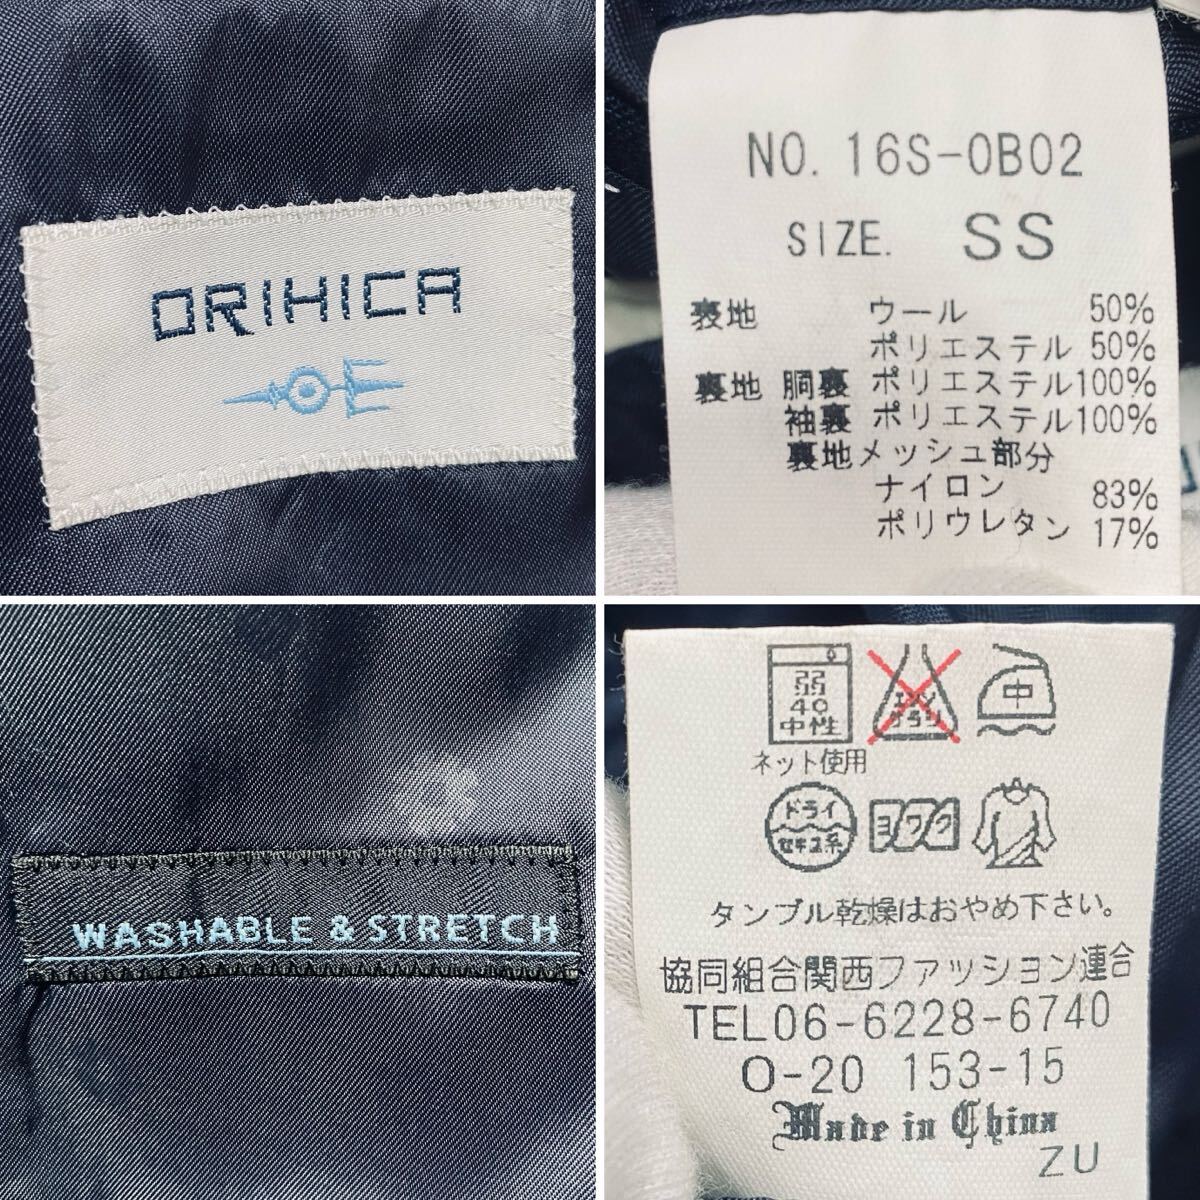 ORIHICA
NO. 16S-0B02
SIZE. SS
表地 ウール 50%
ポリエステル 50%
裏地 胴裏 ポリエステル100%
袖裏 ポリエステル100%
裏地メッシュ部分
ナイロン 83%
ポリウレタン 17%
WASHABLE & STRETCH
弱
40
中性
エンソ
サラシ
中
ネット使用
ドライ
セキユ系
ヨワク
タンブル乾燥はおやめ下さい。
協同組合関西ファッション連合
TEL06-6228-6740
O-20 153-15
Made in China
ZU